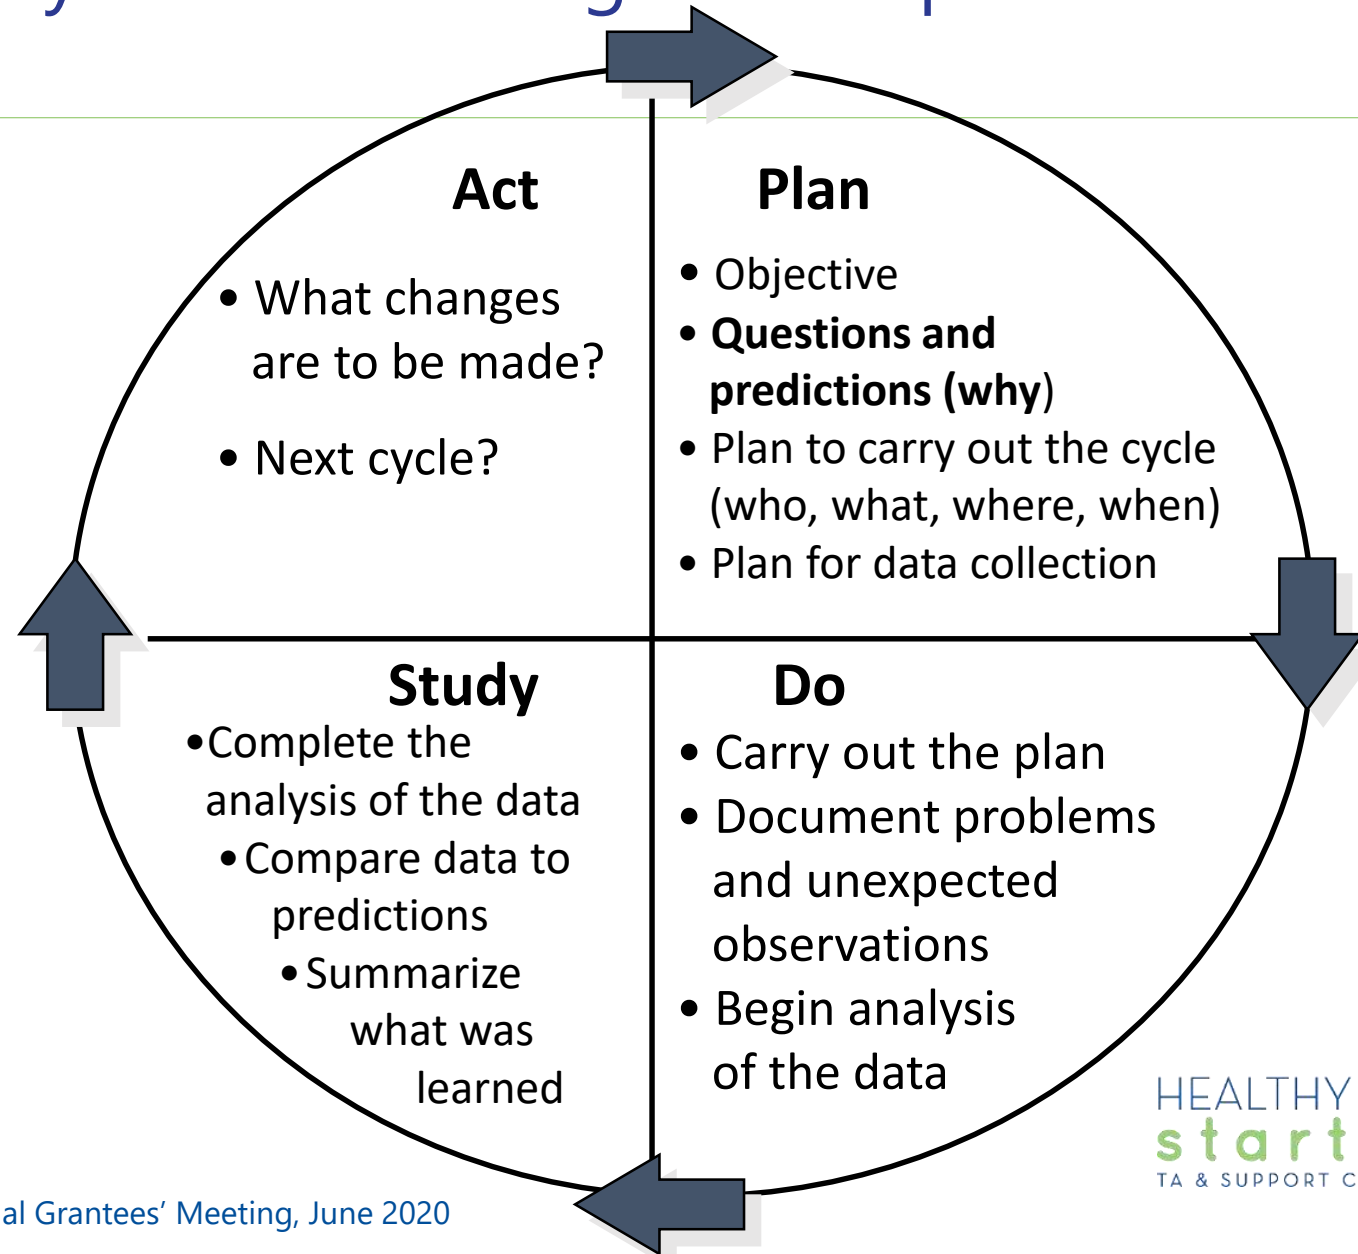 Act
• What changes
are to be made?
• Next cycle?
Plan
• Objective
• Questions and
predictions (why)
• Plan to carry out the cycle
(who, what, where, when)
• Plan for data collection
Study
•Complete the
analysis of the data
•Compare data to
predictions
•Summarize
what was
learned
Do
• Carry out the plan
• Document problems
and unexpected
observations
• Begin analysis
of the data
HEALTHY
start
TA & SUPPORT C
al Grantees’ Meeting, June 2020